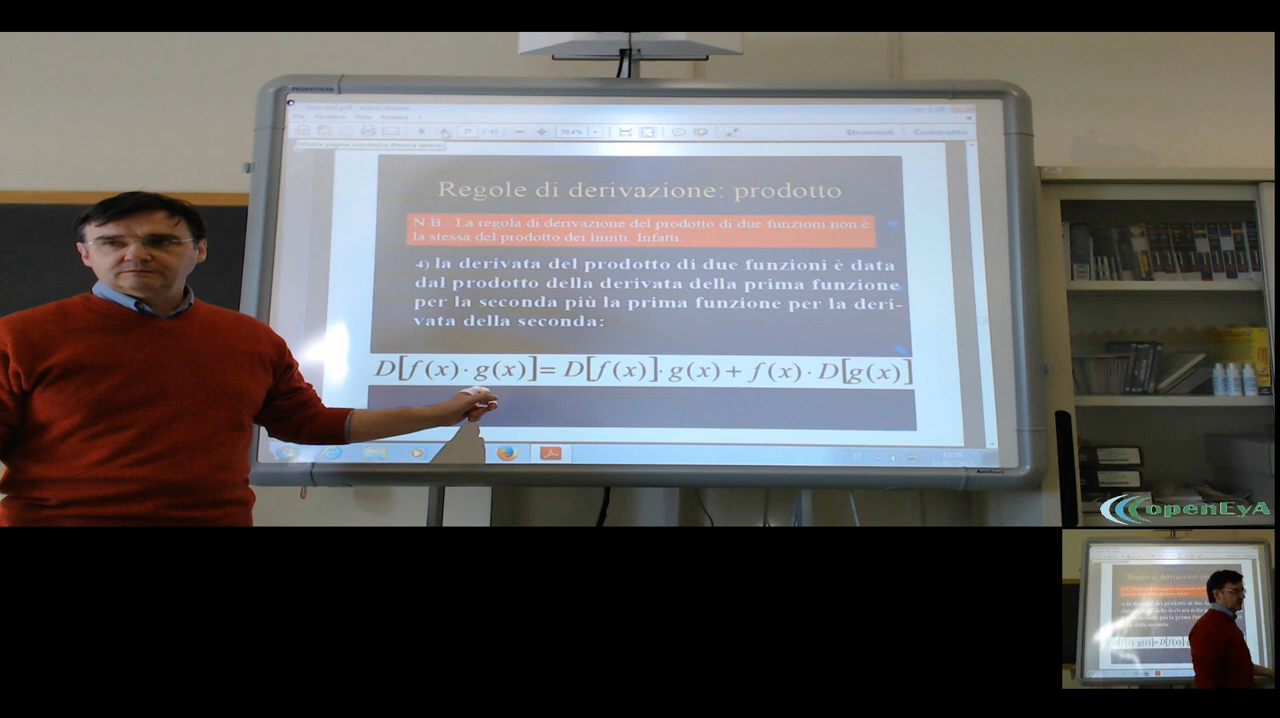 Strumenti
Commento
Regole di derivazione: prodotto
N.B. La regola di derivazione del prodotto di due funzioni non è
la stessa del prodotto dei limiti. Infatti:
4) la derivata del prodotto di due funzioni è data
dal prodotto della derivata della prima funzione
per la seconda più la prima funzione per la deri-
vata della seconda:
D[f(x)·g(x)]= D[f(x)]·g(x)+ f(x)·D[g(x)]
openEyA